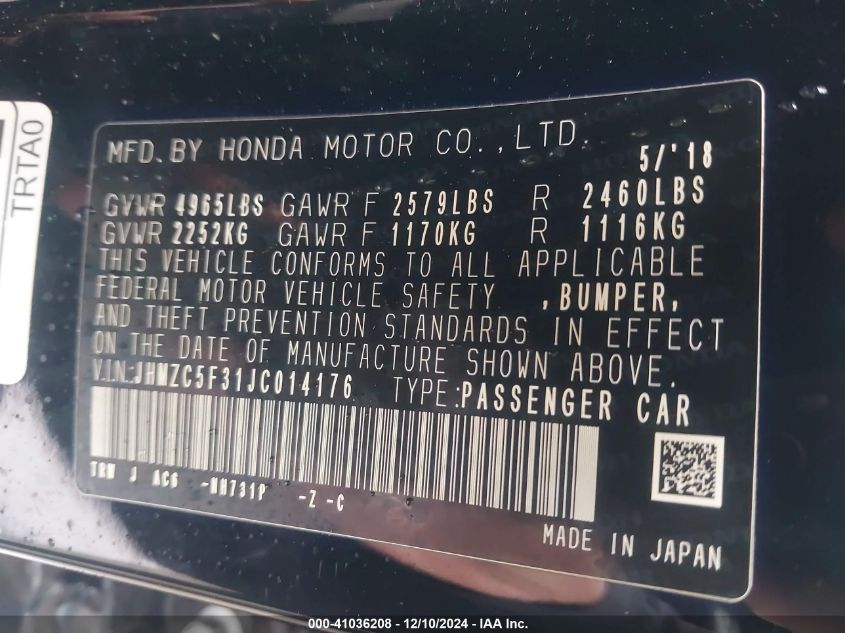 TRTA0
MFD. BY HONDA MOTOR CO.,LTD. 5/'18
GVWR 4965LBS GAWR F 2579LBS R 2460LBS
GVWR 2252KG GAWR F 1170KG R 1116KG
THIS VEHICLE CONFORMS TO ALL APPLICABLE
FEDERAL MOTOR VEHICLE SAFETY ,BUMPER,
AND THEFT PREVENTION STANDARDS IN EFFECT
ON THE DATE OF MANUFACTURE SHOWN ABOVE.
V.I.N:JHMZC5F31JC014176 TYPE:PASSENGER CAR
TRW J AC6 -NH731P -Z -C
MADE IN JAPAN
000-41036208 - 12/10/2024 - IAA Inc.